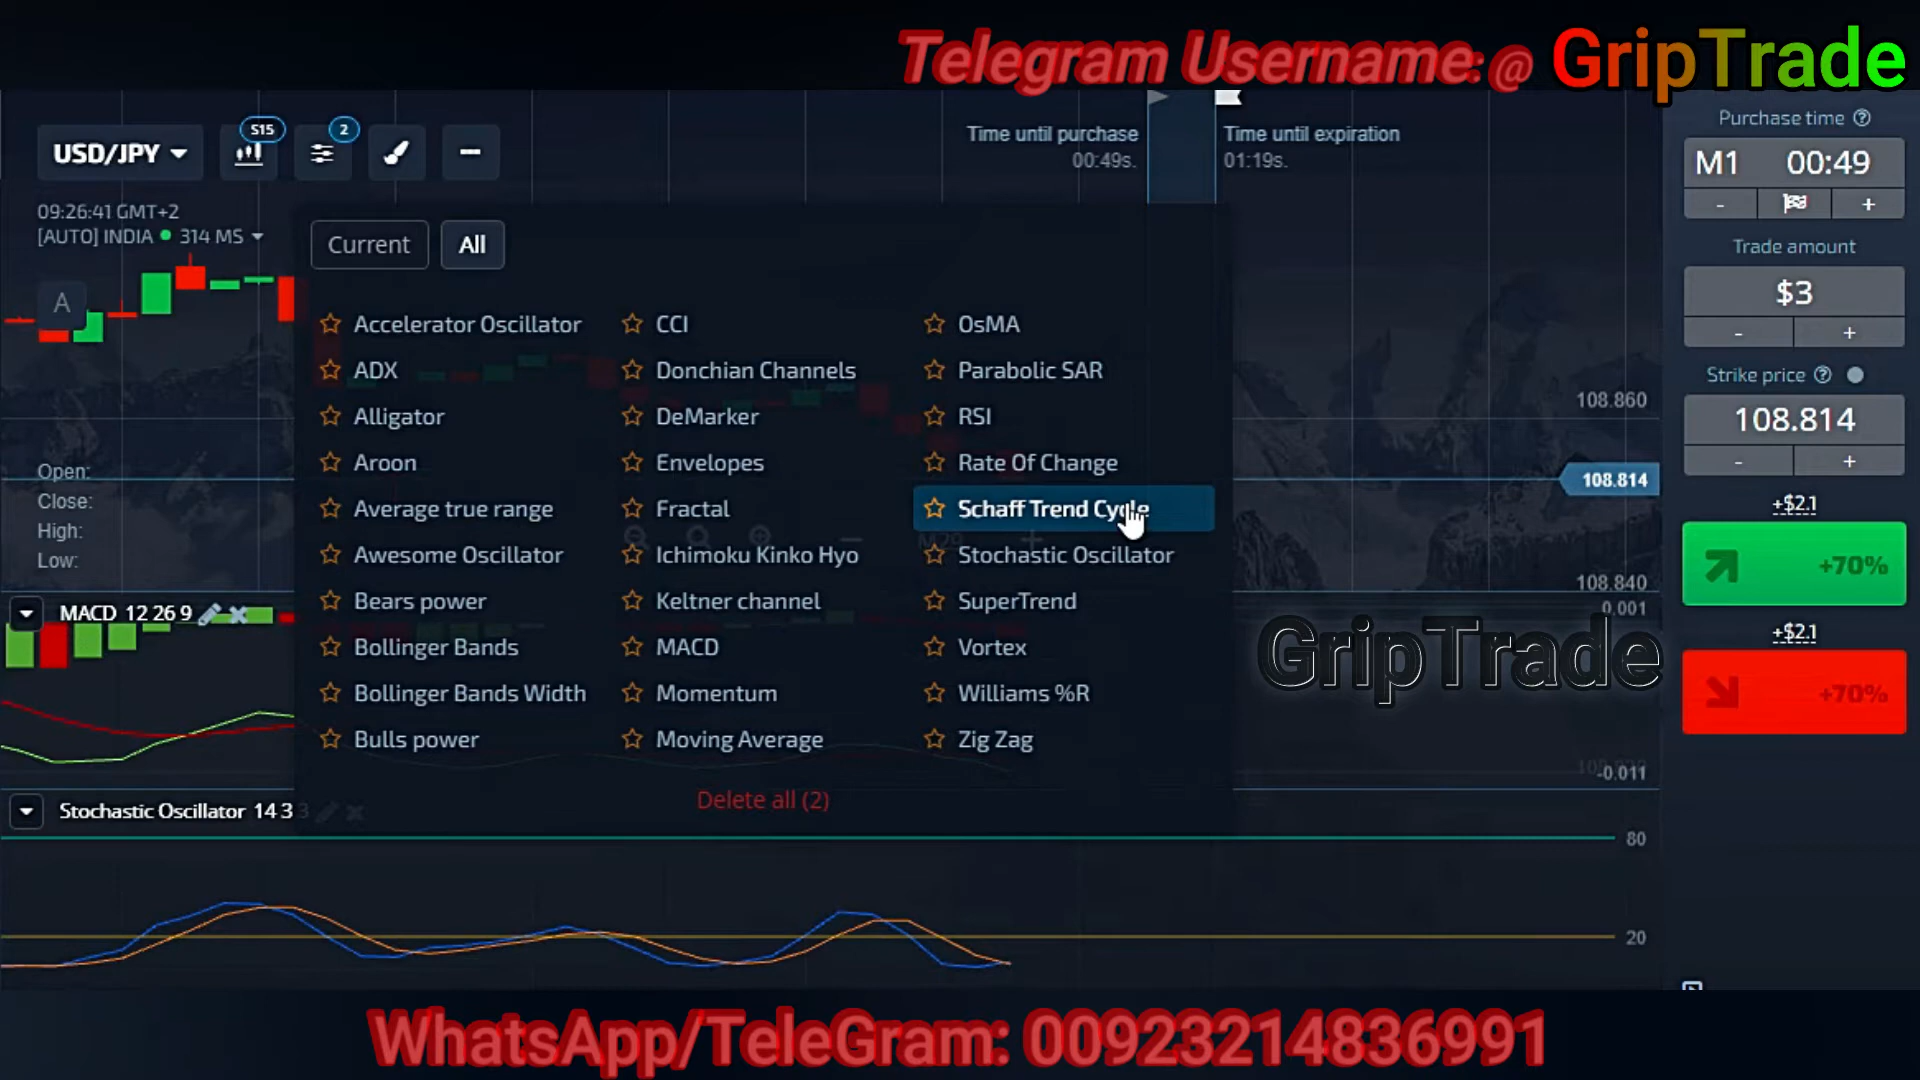 Telegram Username:@ GripTrade
Purchase time
USD/JPY
S15
2
Time until purchase
00:49s.
Time until expiration
01:19s.
M1 00:49
- +
09:26:41 GMT+2
[AUTO] INDIA 314 MS
A
Current All
Trade amount
$3
- +
Strike price
108.814
- +
Accelerator Oscillator
ADX
Alligator
Aroon
Average true range
Awesome Oscillator
Bears power
Bollinger Bands
Bollinger Bands Width
Bulls power
CCI
Donchian Channels
DeMarker
Envelopes
Fractal
Ichimoku Kinko Hyo
Keltner channel
MACD
Momentum
Moving Average
OsMA
Parabolic SAR
RSI
Rate Of Change
Schaff Trend Cycle
Stochastic Oscillator
SuperTrend
Vortex
Williams %R
Zig Zag
Delete all (2)
Open:
Close:
High:
Low:
108.860
108.814
108.840
0.001
-0.011
+$2.1
+70%
+$2.1
+70%
MACD 12 26 9
GripTrade
Stochastic Oscillator 14 3 3
80
20
WhatsApp/TeleGram: 00923214836991